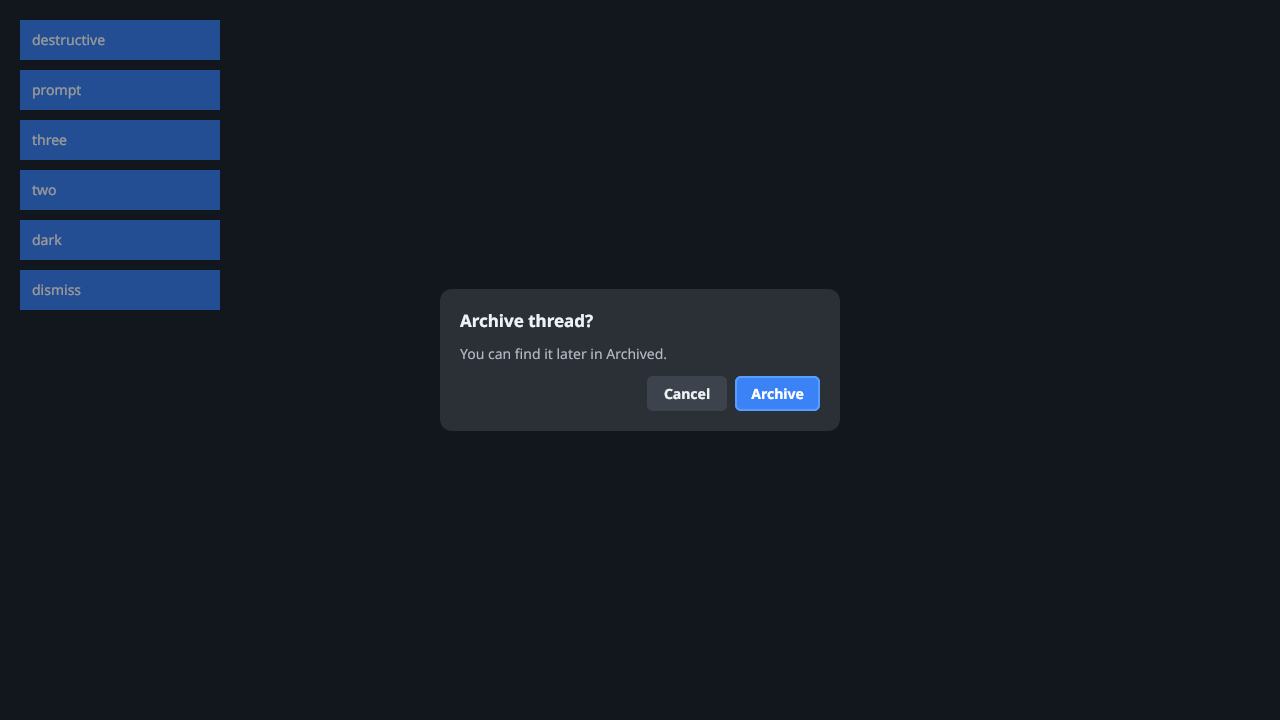 destructive
prompt
three
two
dark
dismiss
Archive thread?
You can find it later in Archived.
Cancel
Archive